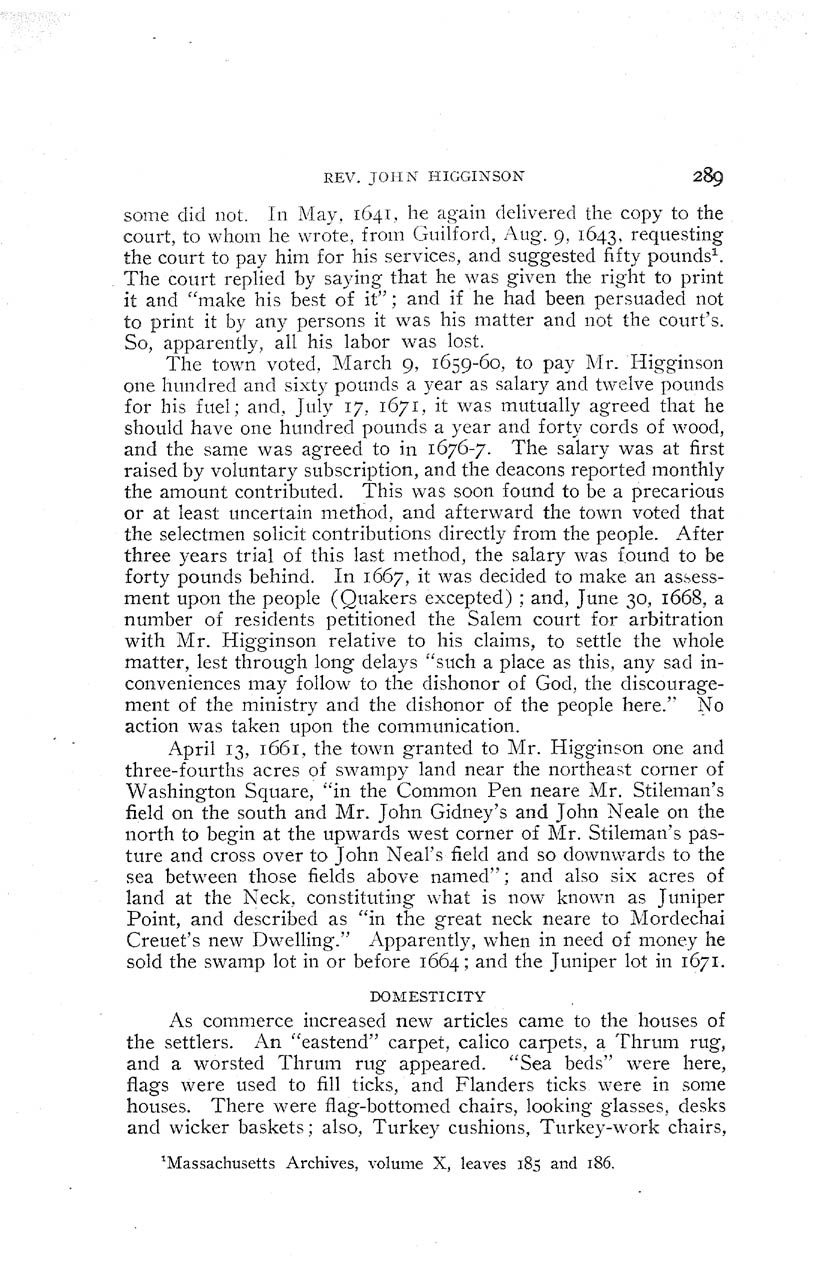 REV. JOHN HIGGINSON 289
some did not. In May, 1641, he again delivered the copy to the
court, to whom he wrote, from Guilford, Aug. 9, 1643, requesting
the court to pay him for his services, and suggested fifty pounds¹.
The court replied by saying that he was given the right to print
it and “make his best of it”; and if he had been persuaded not
to print it by any persons it was his matter and not the court's.
So, apparently, all his labor was lost.
The town voted, March 9, 1659-60, to pay Mr. Higginson
one hundred and sixty pounds a year as salary and twelve pounds
for his fuel; and, July 17, 1671, it was mutually agreed that he
should have one hundred pounds a year and forty cords of wood,
and the same was agreed to in 1676-7. The salary was at first
raised by voluntary subscription, and the deacons reported monthly
the amount contributed. This was soon found to be a precarious
or at least uncertain method, and afterward the town voted that
the selectmen solicit contributions directly from the people. After
three years trial of this last method, the salary was found to be
forty pounds behind. In 1667, it was decided to make an assess-
ment upon the people (Quakers excepted) ; and, June 30, 1668, a
number of residents petitioned the Salem court for arbitration
with Mr. Higginson relative to his claims, to settle the whole
matter, lest through long delays “such a place as this, any sad in-
conveniences may follow to the dishonor of God, the discourage-
ment of the ministry and the dishonor of the people here.” No
action was taken upon the communication.
April 13, 1661, the town granted to Mr. Higginson one and
three-fourths acres of swampy land near the northeast corner of
Washington Square, “in the Common Pen neare Mr. Stileman's
field on the south and Mr. John Gidney's and John Neale on the
north to begin at the upwards west corner of Mr. Stileman's pas-
ture and cross over to John Neal's field and so downwards to the
sea between those fields above named”; and also six acres of
land at the Neck, constituting what is now known as Juniper
Point, and described as “in the great neck neare to Mordechai
Creuet's new Dwelling.” Apparently, when in need of money he
sold the swamp lot in or before 1664; and the Juniper lot in 1671.
DOMESTICITY
As commerce increased new articles came to the houses of
the settlers. An “eastend” carpet, calico carpets, a Thrum rug,
and a worsted Thrum rug appeared. “Sea beds” were here,
flags were used to fill ticks, and Flanders ticks were in some
houses. There were flag-bottomed chairs, looking glasses, desks
and wicker baskets; also, Turkey cushions, Turkey-work chairs,
¹Massachusetts Archives, volume X, leaves 185 and 186.